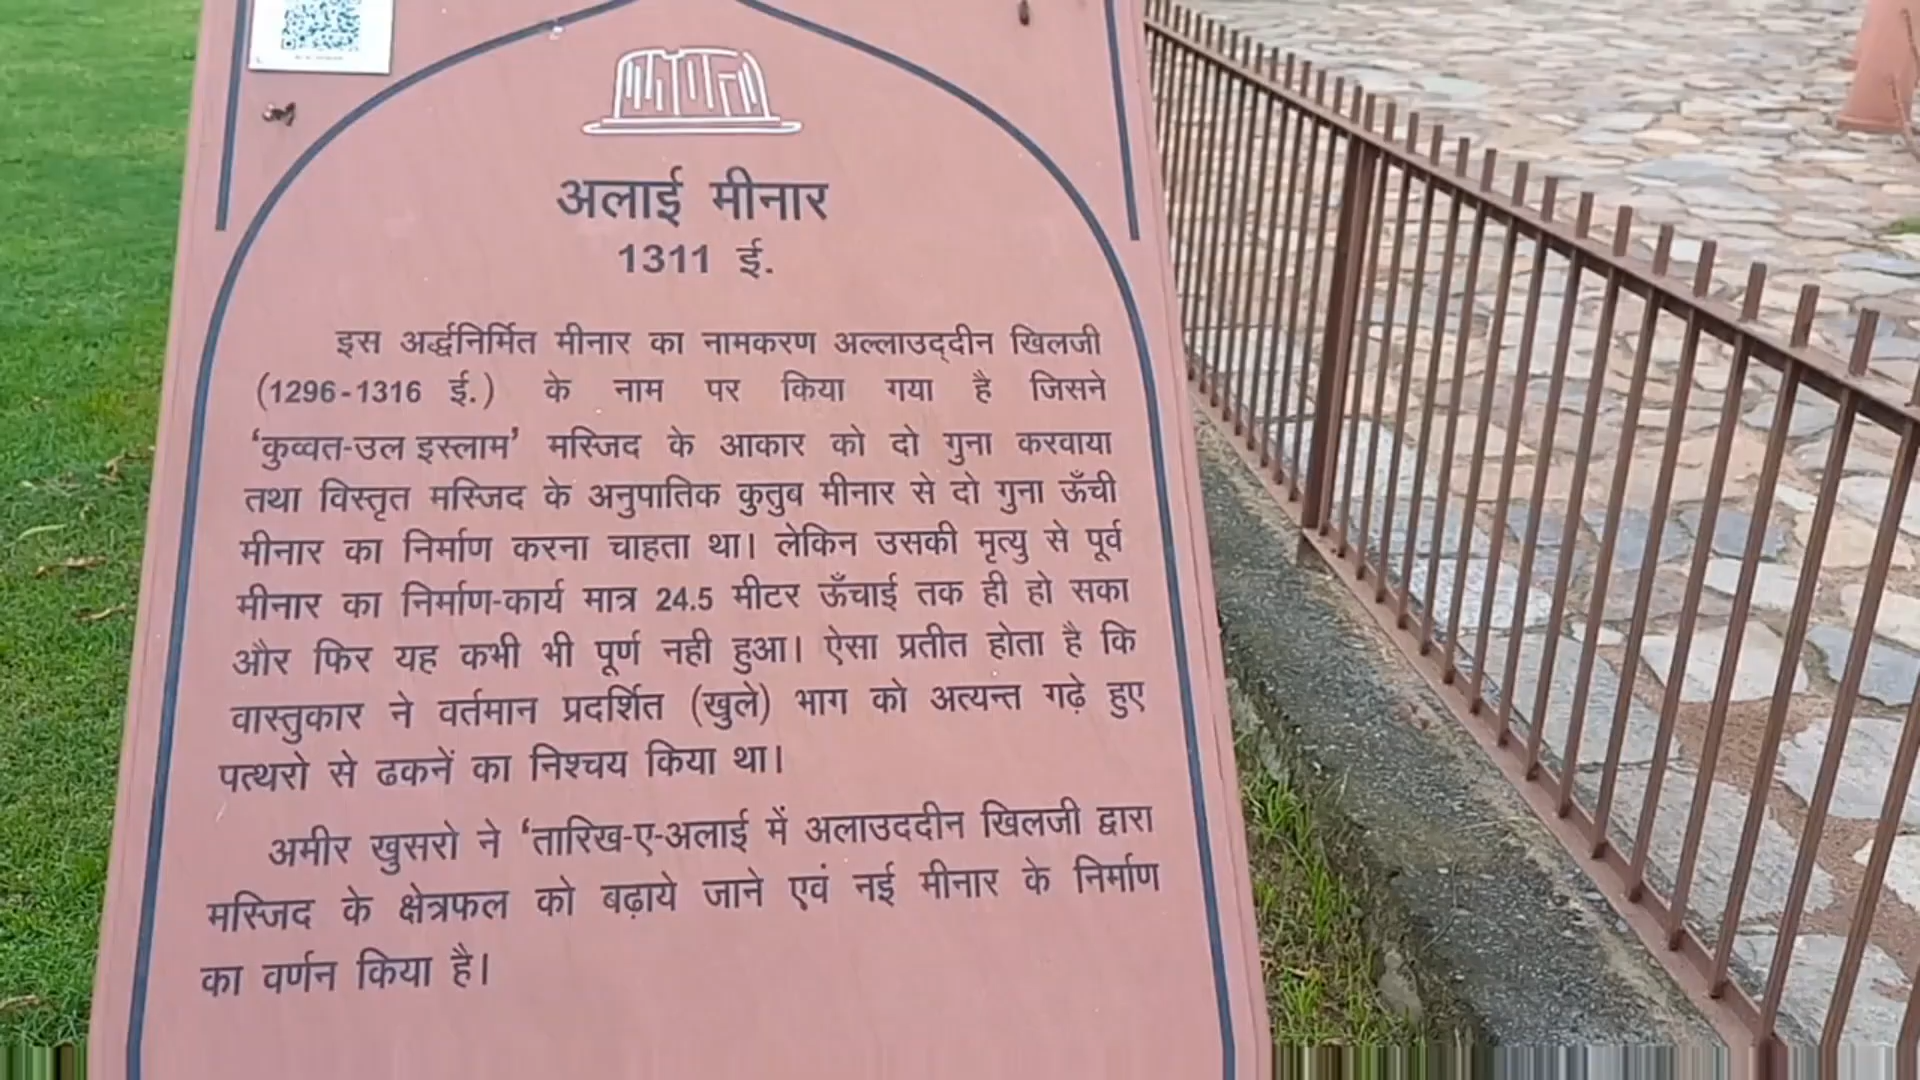 अलाई मीनार
1311 ई.
इस अर्द्धनिर्मित मीनार का नामकरण अल्लाउद्दीन खिलजी
(1296-1316 ई.) के नाम पर किया गया है जिसने
‘कुव्वत-उल इस्लाम’ मस्जिद के आकार को दो गुना करवाया
तथा विस्तृत मस्जिद के अनुपातिक कुतुब मीनार से दो गुना ऊँची
मीनार का निर्माण करना चाहता था। लेकिन उसकी मृत्यु से पूर्व
मीनार का निर्माण-कार्य मात्र 24.5 मीटर ऊँचाई तक ही हो सका
और फिर यह कभी भी पूर्ण नही हुआ। ऐसा प्रतीत होता है कि
वास्तुकार ने वर्तमान प्रदर्शित (खुले) भाग को अत्यन्त गढ़े हुए
पत्थरो से ढकनें का निश्चय किया था।
अमीर खुसरो ने ‘तारिख-ए-अलाई में अलाउददीन खिलजी द्वारा
मस्जिद के क्षेत्रफल को बढ़ाये जाने एवं नई मीनार के निर्माण
का वर्णन किया है।